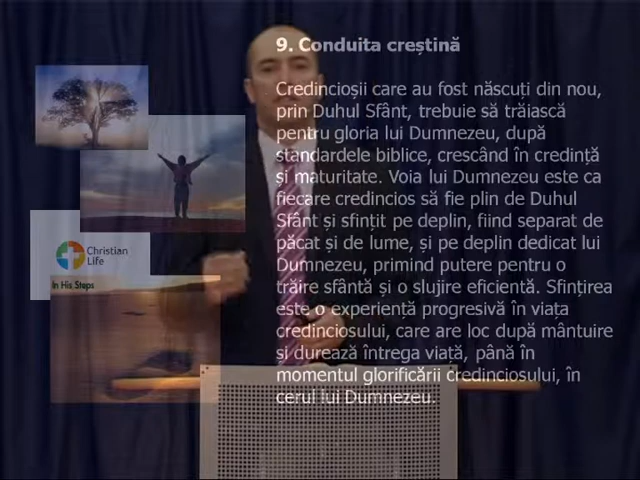 9. Conduita creștină
Credincioșii care au fost născuți din nou,
prin Duhul Sfânt, trebuie să trăiască
pentru gloria lui Dumnezeu, după
standardele biblice, crescând în credință
și maturitate. Voia lui Dumnezeu este ca
fiecare credincios să fie plin de Duhul
Sfânt și sfințit pe deplin, fiind separat de
păcat și de lume, și pe deplin dedicat lui
Dumnezeu, primind putere pentru o
trăire sfântă și o slujire eficientă. Sfințirea
este o experiență progresivă în viața
credinciosului, care are loc după mântuire
și durează întrega viață, până în
momentul glorificării credinciosului, în
cerul lui Dumnezeu.
Christian
Life
In His Steps